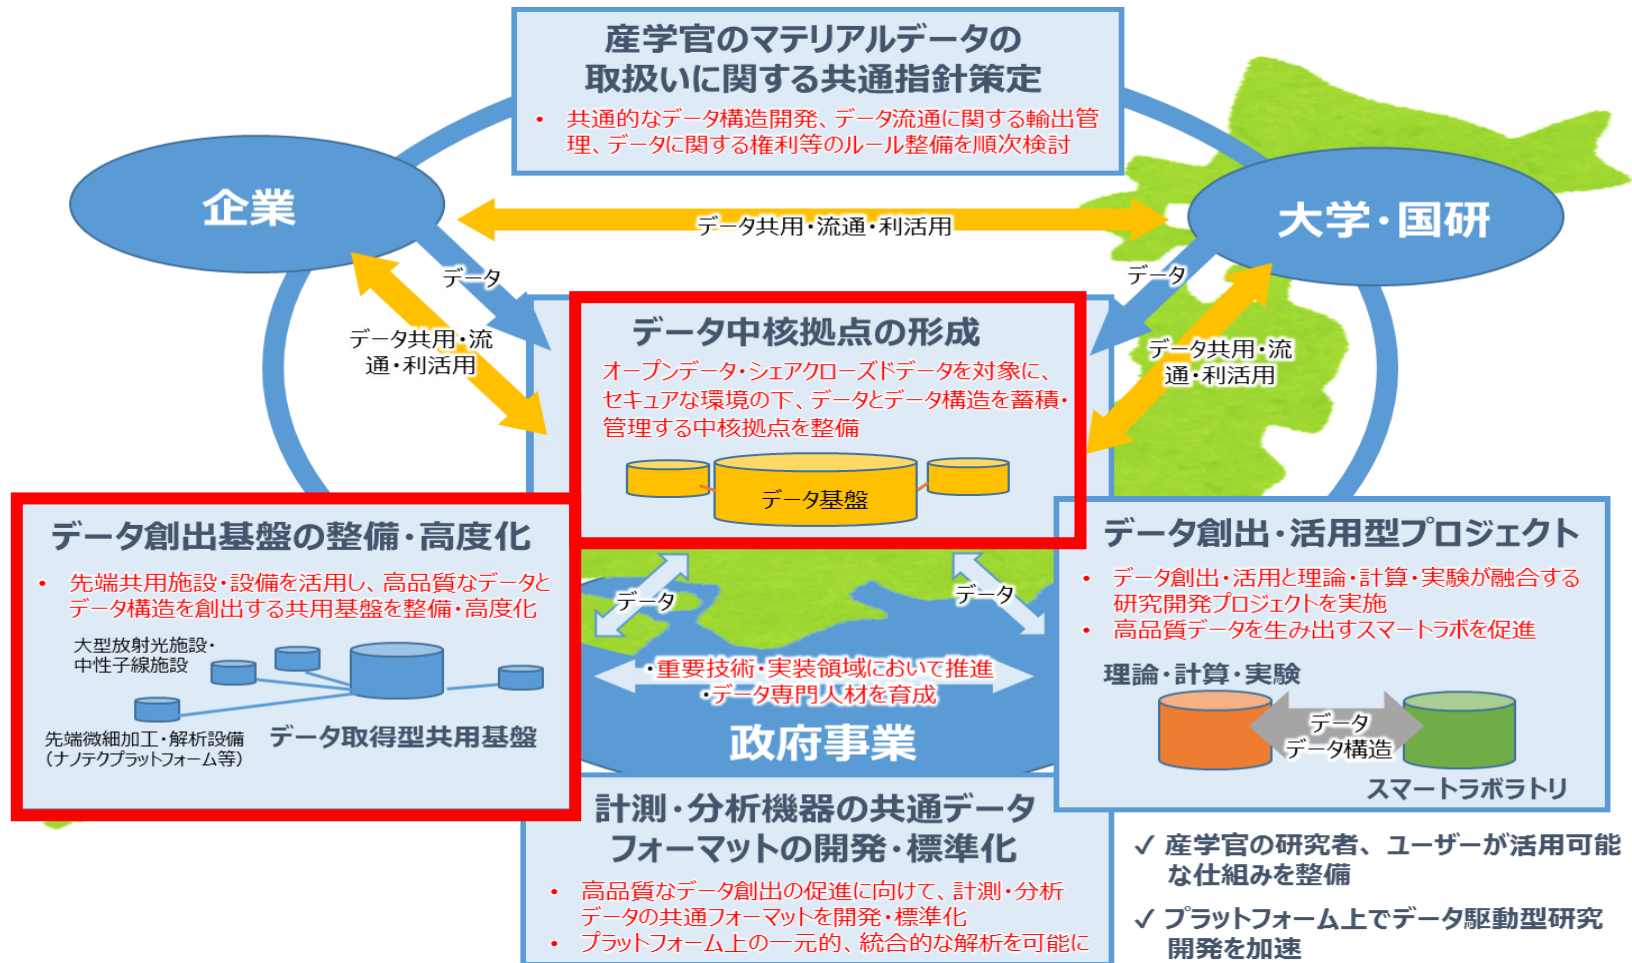 産学官のマテリアルデータの
取扱いに関する共通指針策定
• 共通的なデータ構造開発、データ流通に関する輸出管
理、データに関する権利等のルール整備を順次検討
企業
大学・国研
データ共用・流通・利活用
データ
データ
データ共用・流
通・利活用
データ共用・流
通・利活用
データ中核拠点の形成
オープンデータ・シェアクローズドデータを対象に、
セキュアな環境の下、データとデータ構造を蓄積・
管理する中核拠点を整備
データ基盤
データ創出基盤の整備・高度化
• 先端共用施設・設備を活用し、高品質なデータと
データ構造を創出する共用基盤を整備・高度化
大型放射光施設・
中性子線施設
先端微細加工・解析設備
（ナノテクプラットフォーム等）
データ取得型共用基盤
データ
データ
・重要技術・実装領域において推進
・データ専門人材を育成
政府事業
データ創出・活用型プロジェクト
• データ創出・活用と理論・計算・実験が融合する
研究開発プロジェクトを実施
• 高品質データを生み出すスマートラボを促進
理論・計算・実験
データ
データ構造
スマートラボラトリ
計測・分析機器の共通データ
フォーマットの開発・標準化
• 高品質なデータ創出の促進に向けて、計測・分析
データの共通フォーマットを開発・標準化
• プラットフォーム上の一元的、統合的な解析を可能に
✓ 産学官の研究者、ユーザーが活用可能
な仕組みを整備
✓ プラットフォーム上でデータ駆動型研究
開発を加速